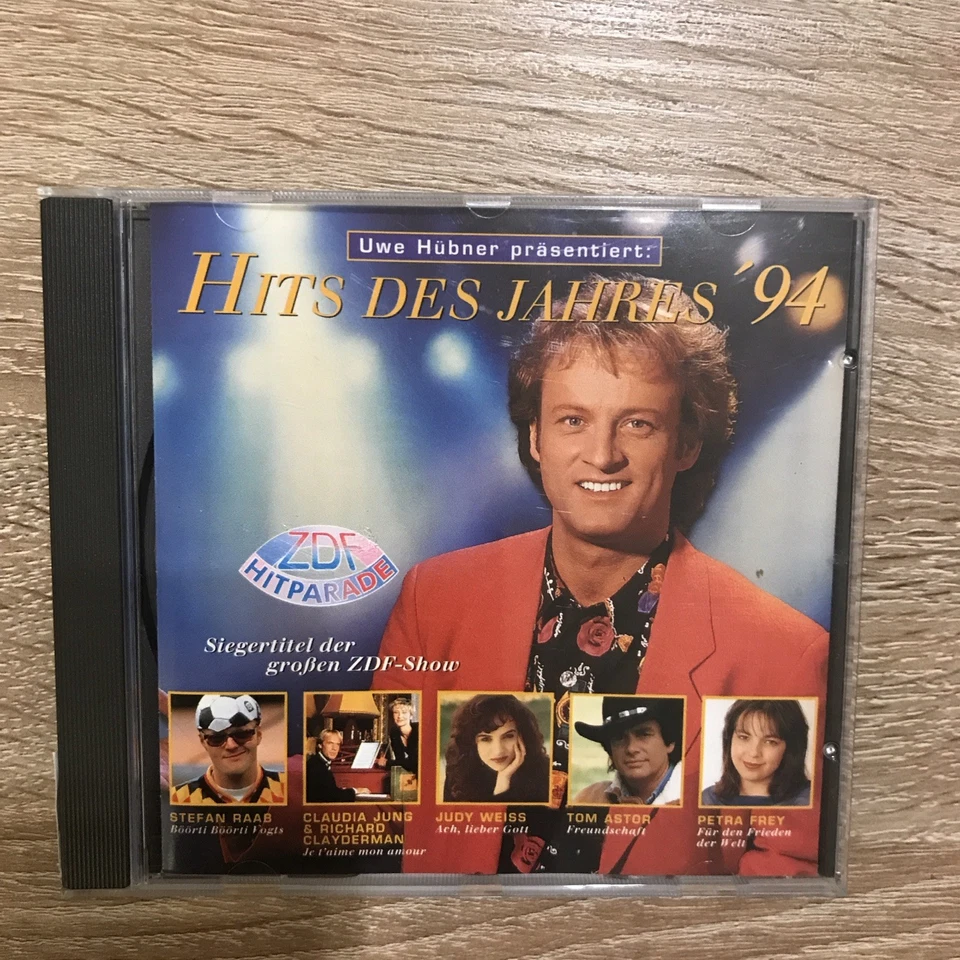 Uwe Hübner präsentiert:
HITS DES JAHRES ´94
ZDF
HITPARADE
Siegertitel der
großen ZDF-Show
STEFAN RAAB
Böörti Böörti Vogts
CLAUDIA JUNG
& RICHARD
CLAYDERMAN
Je t'aime mon amour
JUDY WEISS
Ach, lieber Gott
TOM ASTOR
Freundschaft
PETRA FREY
Für den Frieden
der Welt